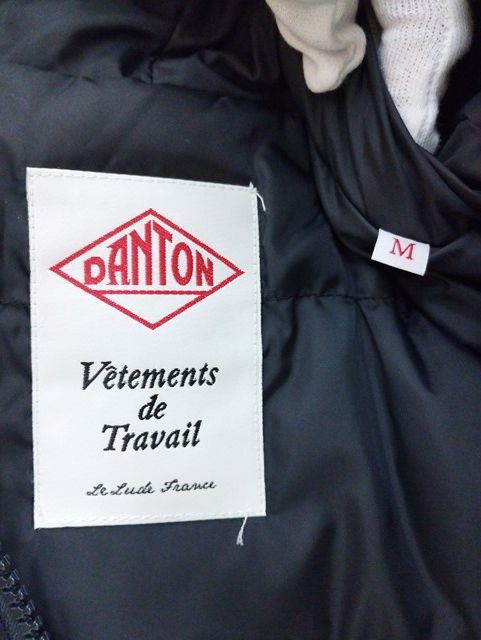 DANTON
Vêtements
de
Travail
Le Lude France
M